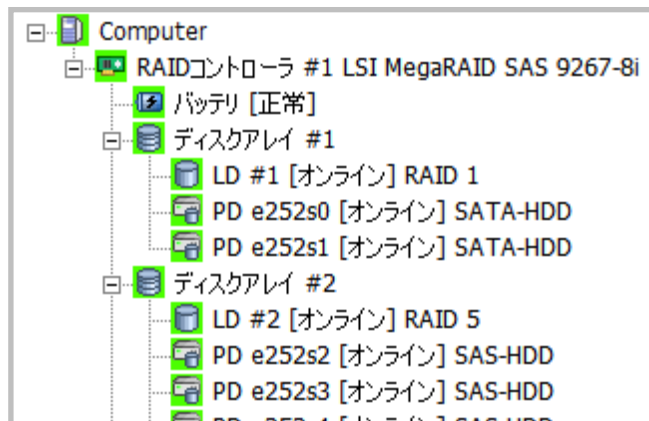 Computer
RAIDコントローラ #1 LSI MegaRAID SAS 9267-8i
バッテリ [正常]
ディスクアレイ #1
LD #1 [オンライン] RAID 1
PD e252s0 [オンライン] SATA-HDD
PD e252s1 [オンライン] SATA-HDD
ディスクアレイ #2
LD #2 [オンライン] RAID 5
PD e252s2 [オンライン] SAS-HDD
PD e252s3 [オンライン] SAS-HDD